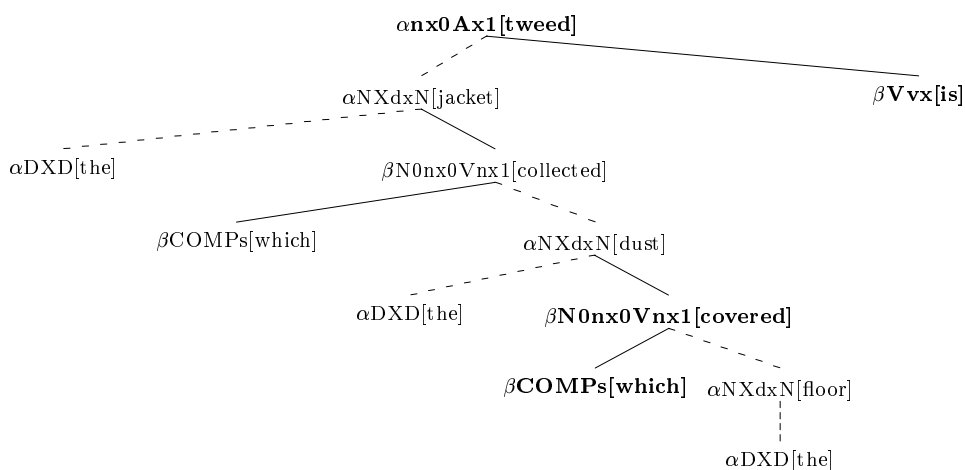 αnx0Ax1[tweed]
αNXdxN[jacket]
βVvx[is]
αDXD[the]
βN0nx0Vnx1[collected]
βCOMPs[which]
αNXdxN[dust]
αDXD[the]
βN0nx0Vnx1[covered]
βCOMPs[which]
αNXdxN[floor]
αDXD[the]